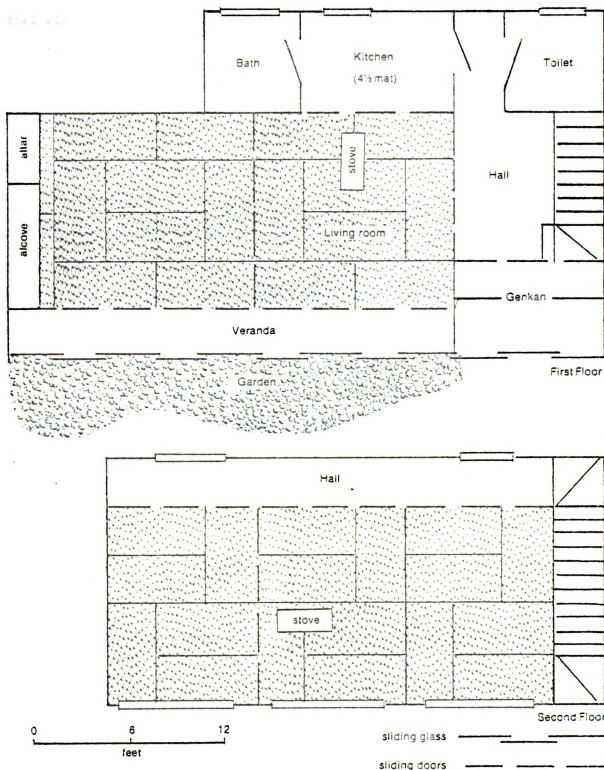 Bath
Kitchen
(4½ mat)
Toilet
altar
stove
Hall
alcove
Living room
Genkan
Veranda
First Floor
Garden
Hall
stove
Second Floor
0 6 12
feet
sliding glass
sliding doors